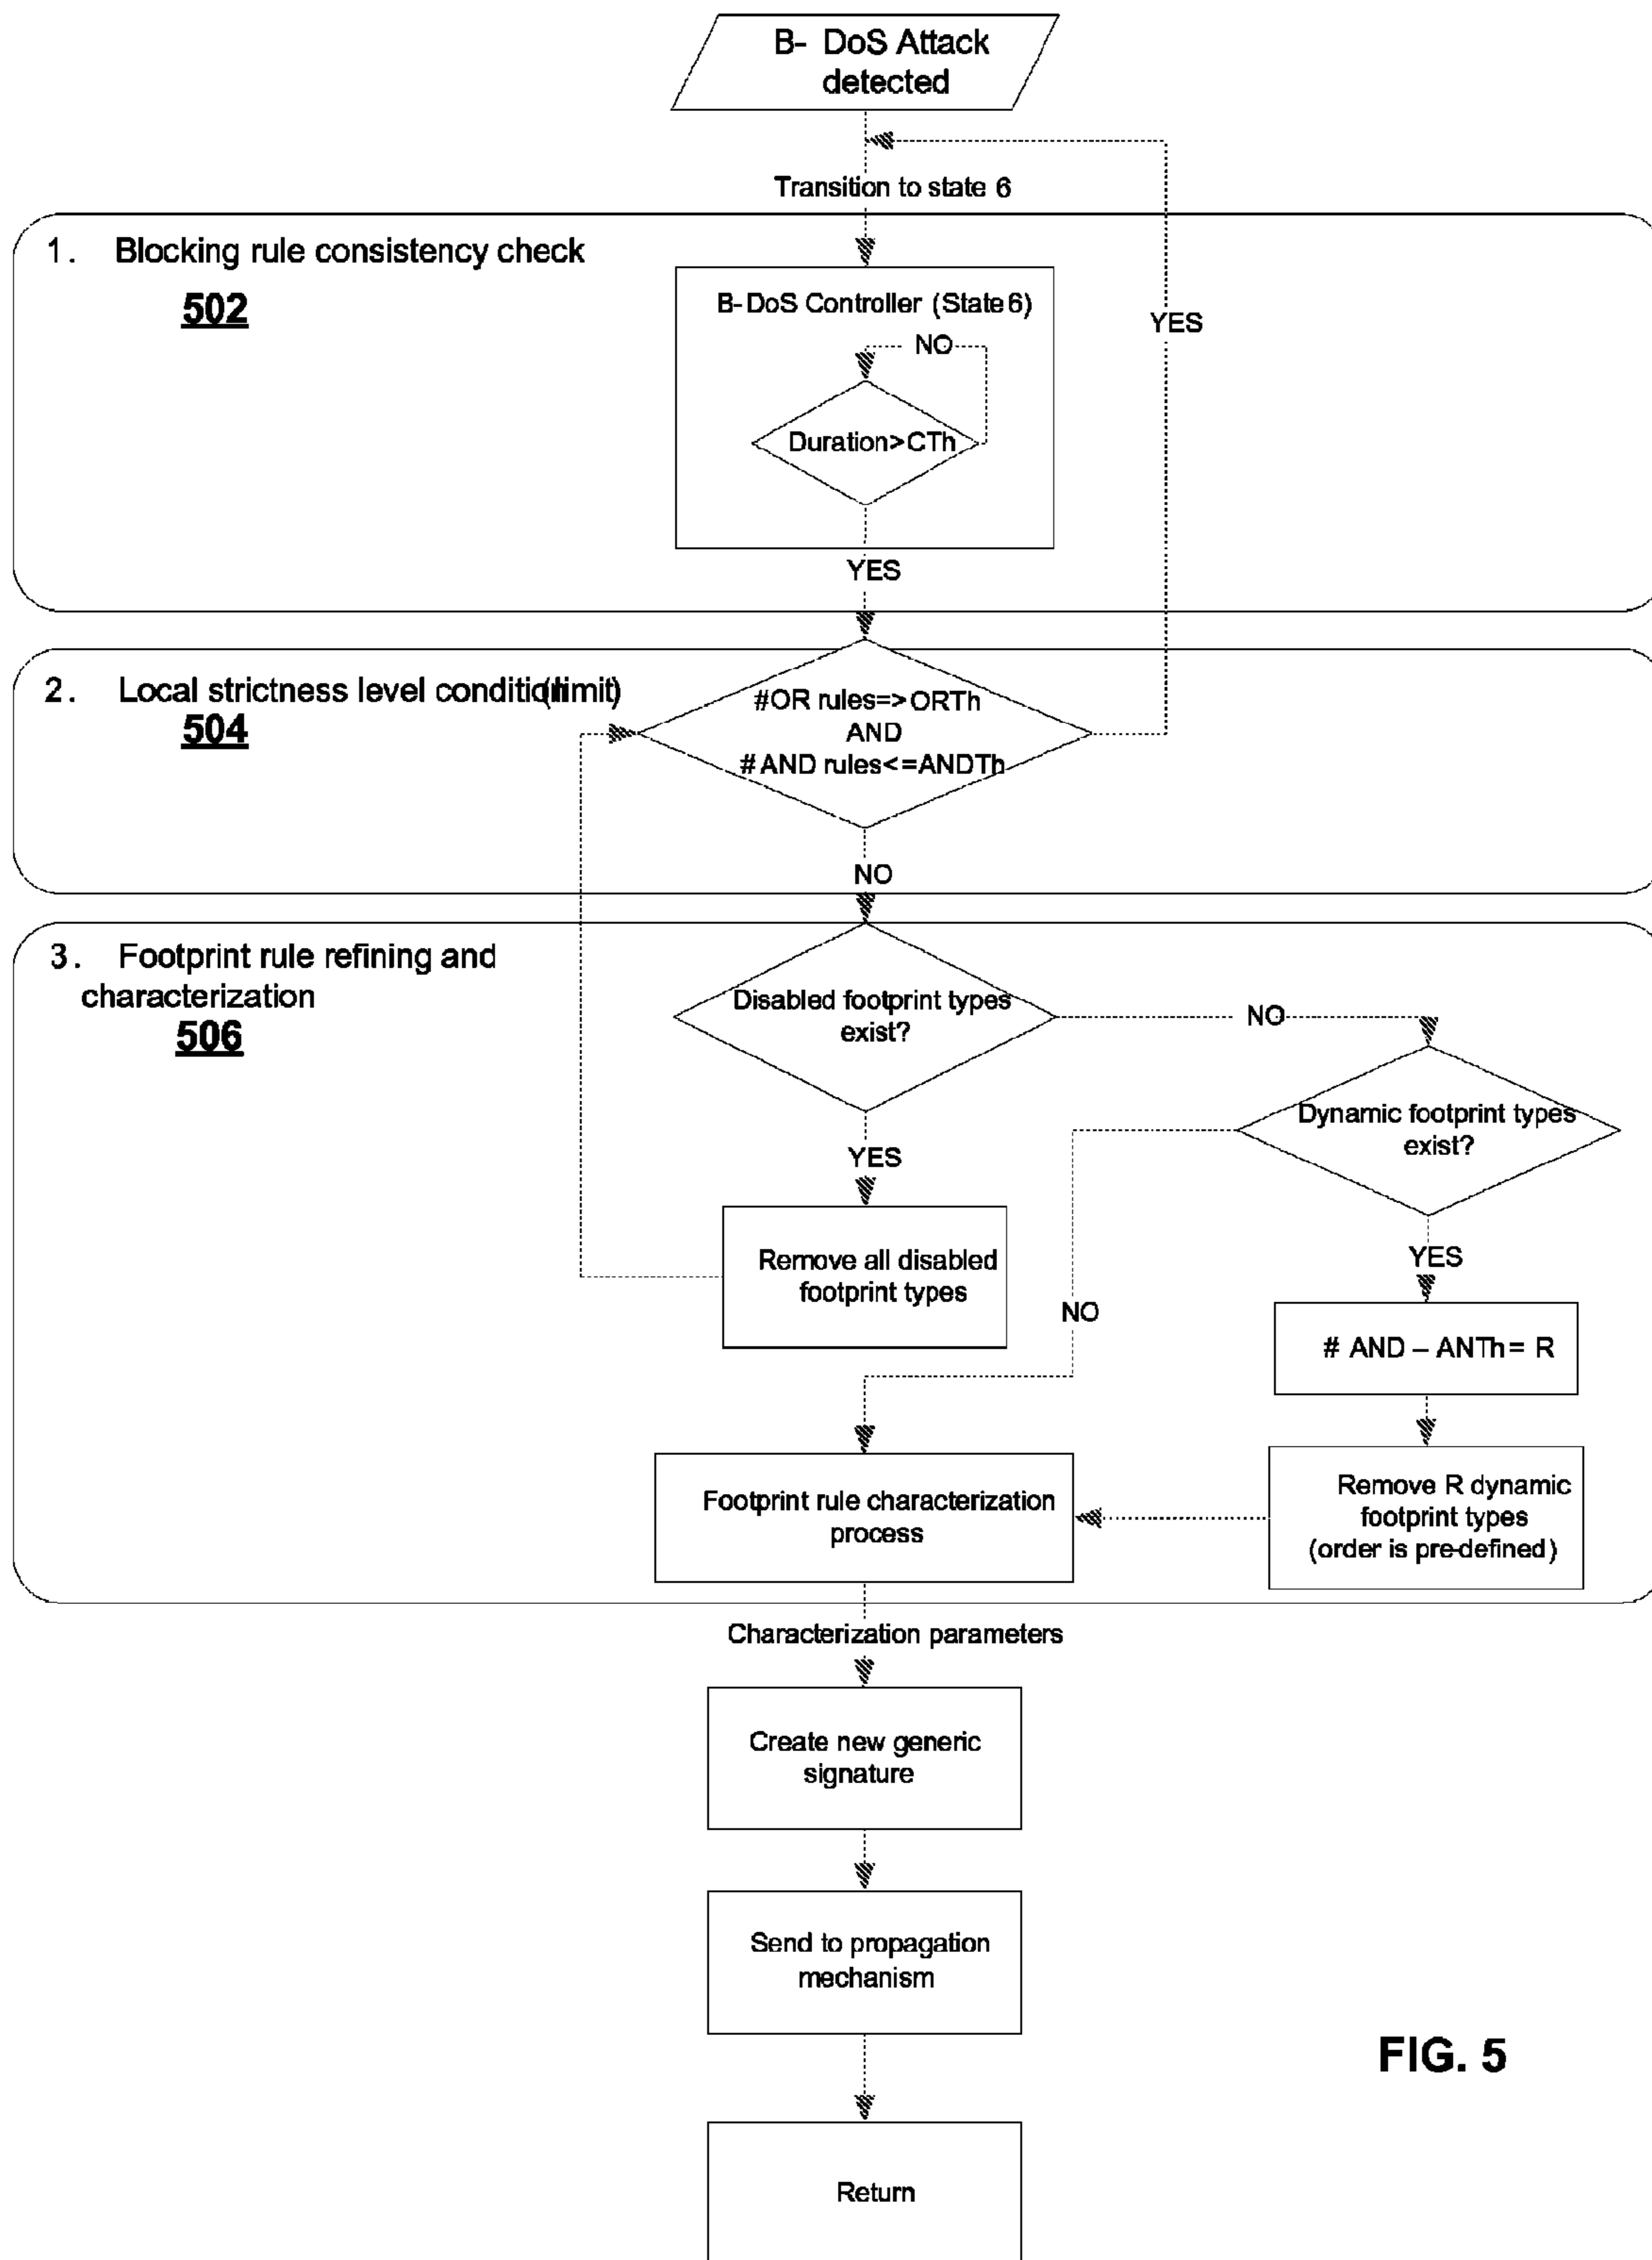 B- DoS Attack
detected
Transition to state 6
1. Blocking rule consistency check
502
B-DoS Controller (State 6)
NO
YES
Duration>CTh
YES
2. Local strictness level condition(limit)
504
#OR rules=>ORTh
AND
# AND rules<=ANDTh
NO
3. Footprint rule refining and
characterization
506
Disabled footprint types
exist?
NO
Dynamic footprint types
exist?
YES
YES
Remove all disabled
footprint types
NO
# AND – ANTh = R
Footprint rule characterization
process
Remove R dynamic
footprint types
(order is pre-defined)
Characterization parameters
Create new generic
signature
Send to propagation
mechanism
FIG. 5
Return